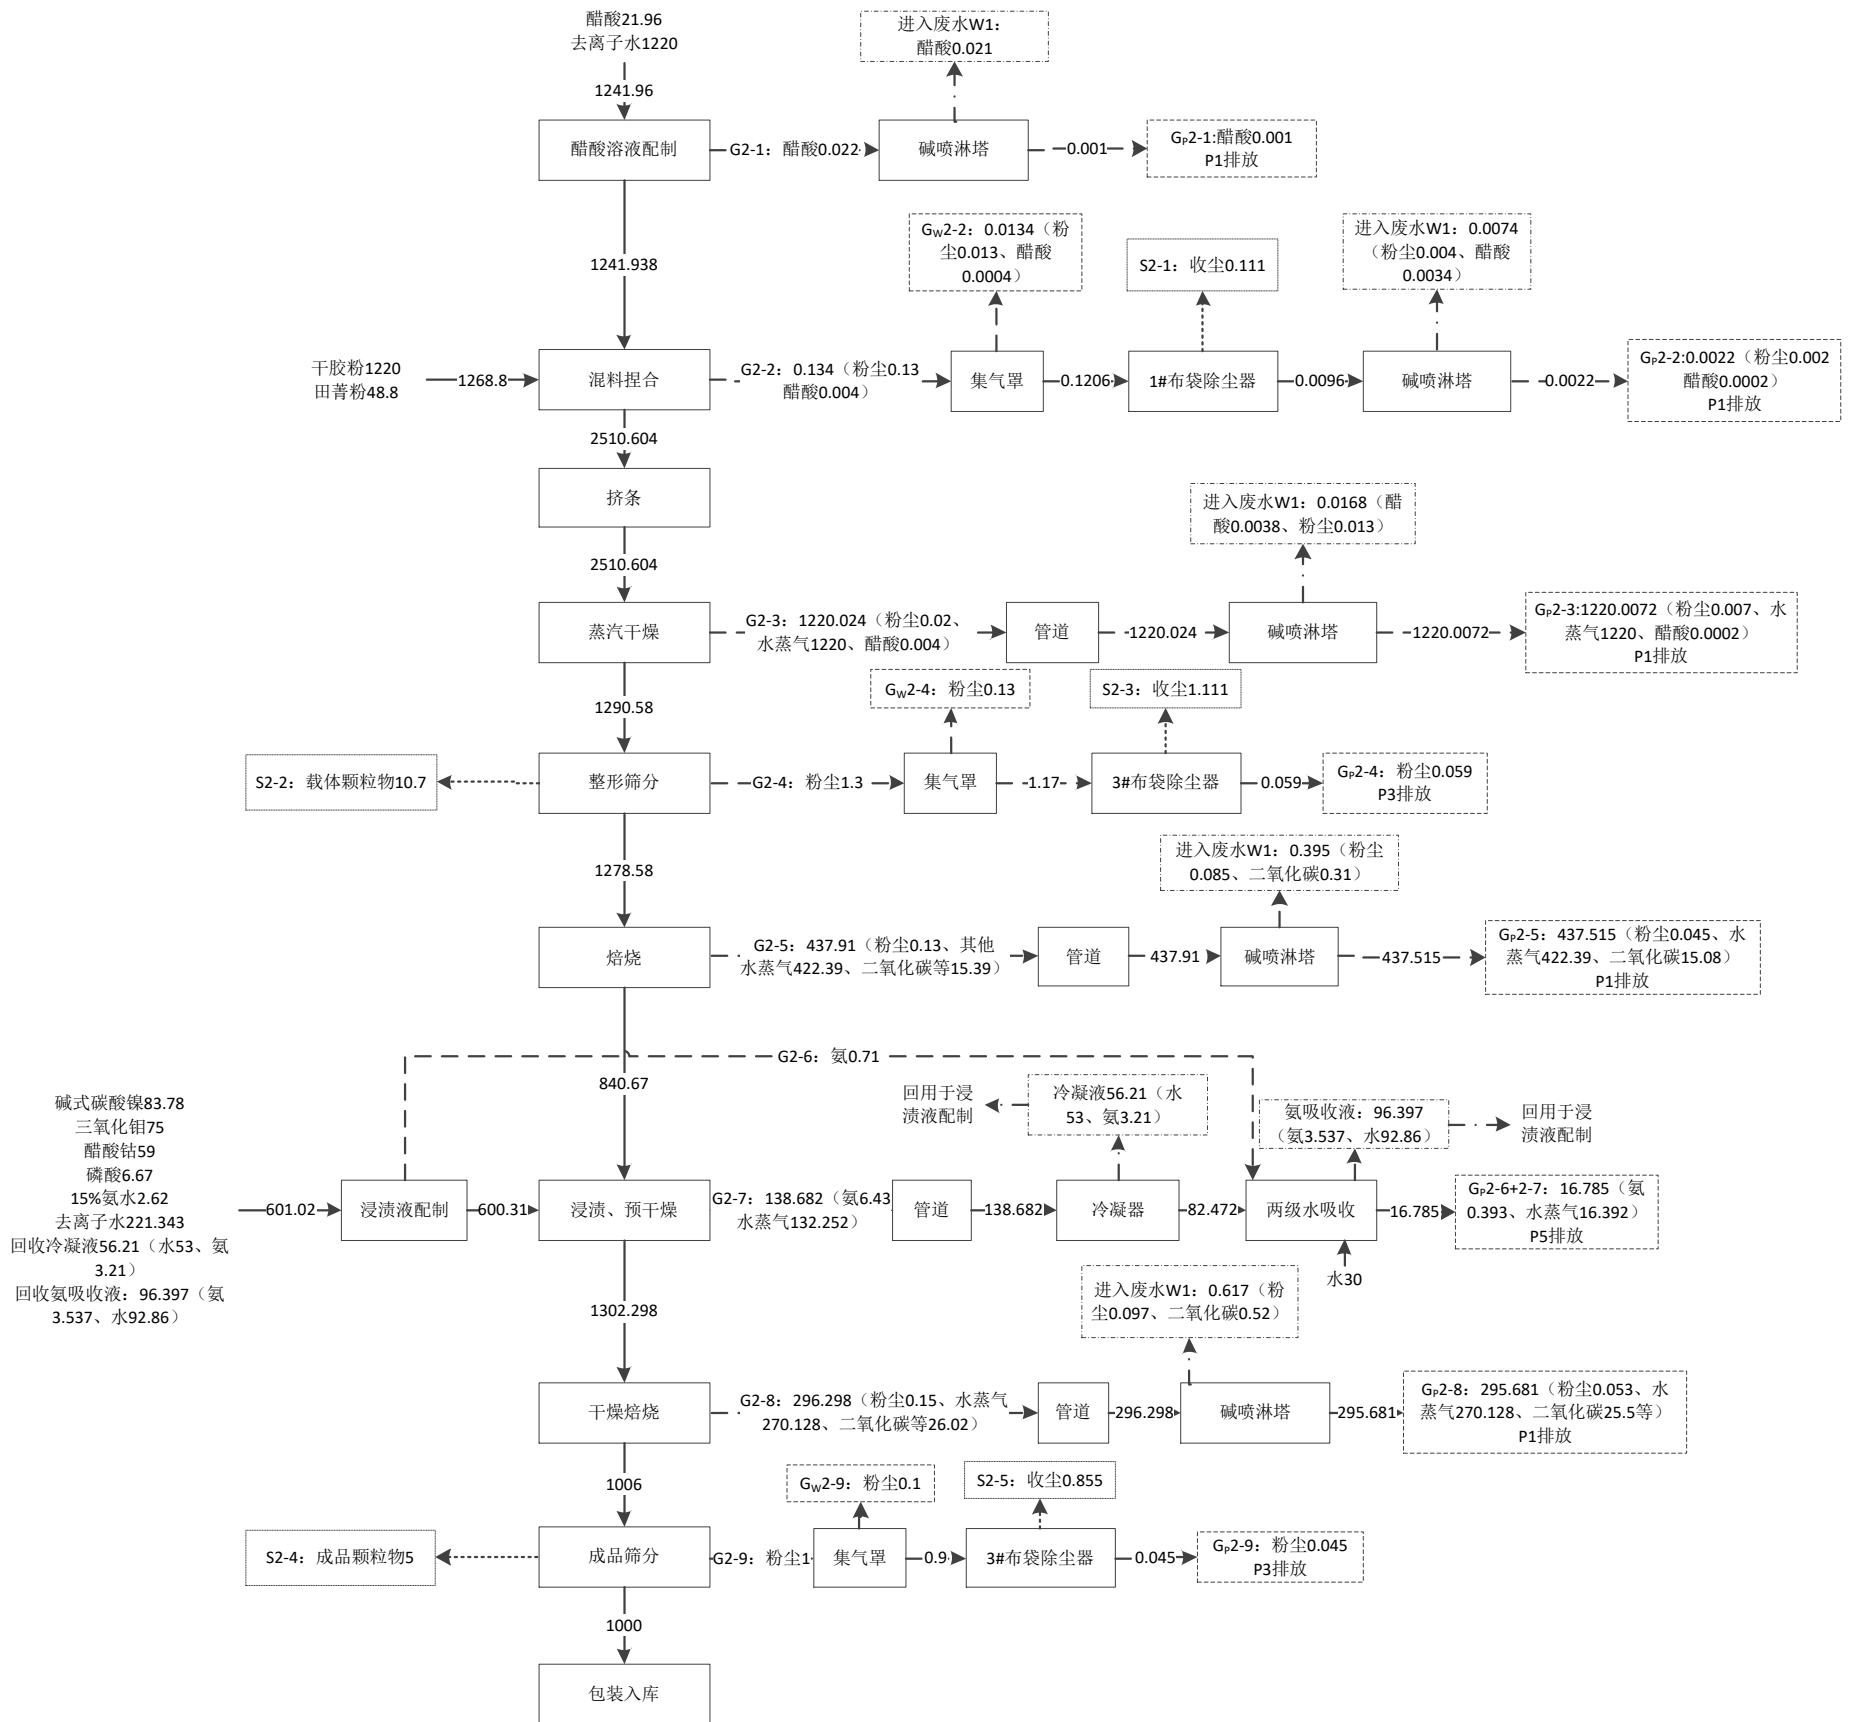 醋酸21.96
去离子水1220
进入废水W1：
醋酸0.021
1241.96
醋酸溶液配制
G2-1：醋酸0.022
碱喷淋塔
0.001
GP2-1:醋酸0.001
P1排放
1241.938
GW2-2：0.0134（粉
尘0.013、醋酸
0.0004）
S2-1：收尘0.111
进入废水W1：0.0074
（粉尘0.004、醋酸
0.0034）
干胶粉1220
田菁粉48.8
1268.8
混料捏合
G2-2：0.134（粉尘0.13
醋酸0.004）
集气罩
0.1206
1#布袋除尘器
0.0096
碱喷淋塔
0.0022
GP2-2:0.0022（粉尘0.002
醋酸0.0002）
P1排放
2510.604
挤条
进入废水W1：0.0168（醋
酸0.0038、粉尘0.013）
2510.604
蒸汽干燥
G2-3：1220.024（粉尘0.02、
水蒸气1220、醋酸0.004）
管道
1220.024
碱喷淋塔
1220.0072
GP2-3:1220.0072（粉尘0.007、水
蒸气1220、醋酸0.0002）
P1排放
1290.58
GW2-4：粉尘0.13
S2-3：收尘1.111
S2-2：载体颗粒物10.7
整形筛分
G2-4：粉尘1.3
集气罩
1.17
3#布袋除尘器
0.059
GP2-4：粉尘0.059
P3排放
1278.58
进入废水W1：0.395（粉尘
0.085、二氧化碳0.31）
焙烧
G2-5：437.91（粉尘0.13、其他
水蒸气422.39、二氧化碳等15.39）
管道
437.91
碱喷淋塔
437.515
GP2-5：437.515（粉尘0.045、水
蒸气422.39、二氧化碳15.08）
P1排放
G2-6：氨0.71
840.67
回用于浸
渍液配制
冷凝液56.21（水
53、氨3.21）
氨吸收液：96.397
（氨3.537、水92.86）
回用于浸
渍液配制
碱式碳酸镍83.78
三氧化钼75
醋酸钴59
磷酸6.67
15%氨水2.62
去离子水221.343
回收冷凝液56.21（水53、氨
3.21）
回收氨吸收液：96.397（氨
3.537、水92.86）
601.02
浸渍液配制
600.31
浸渍、预干燥
G2-7：138.682（氨6.43
水蒸气132.252）
管道
138.682
冷凝器
82.472
两级水吸收
16.785
GP2-6+2-7：16.785（氨
0.393、水蒸气16.392）
P5排放
水30
1302.298
进入废水W1：0.617（粉
尘0.097、二氧化碳0.52）
干燥焙烧
G2-8：296.298（粉尘0.15、水蒸气
270.128、二氧化碳等26.02）
管道
296.298
碱喷淋塔
295.681
GP2-8：295.681（粉尘0.053、水
蒸气270.128、二氧化碳25.5等）
P1排放
1006
GW2-9：粉尘0.1
S2-5：收尘0.855
S2-4：成品颗粒物5
成品筛分
G2-9：粉尘1
集气罩
0.9
3#布袋除尘器
0.045
GP2-9：粉尘0.045
P3排放
1000
包装入库